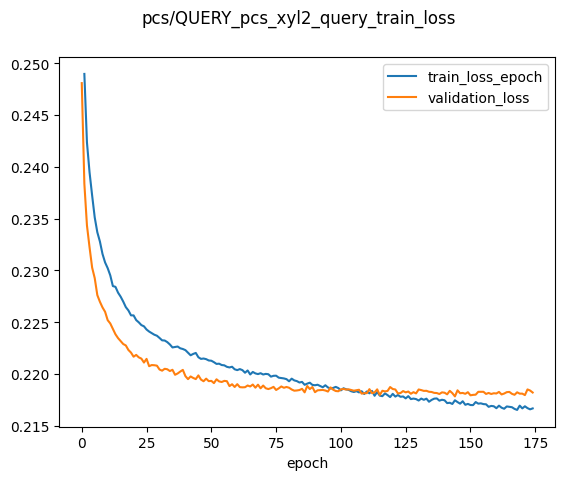 pcs/QUERY_pcs_xyl2_query_train_loss
0.250
0.245
0.240
0.235
0.230
0.225
0.220
0.215
train_loss_epoch
validation_loss
0 25 50 75 100 125 150 175
epoch